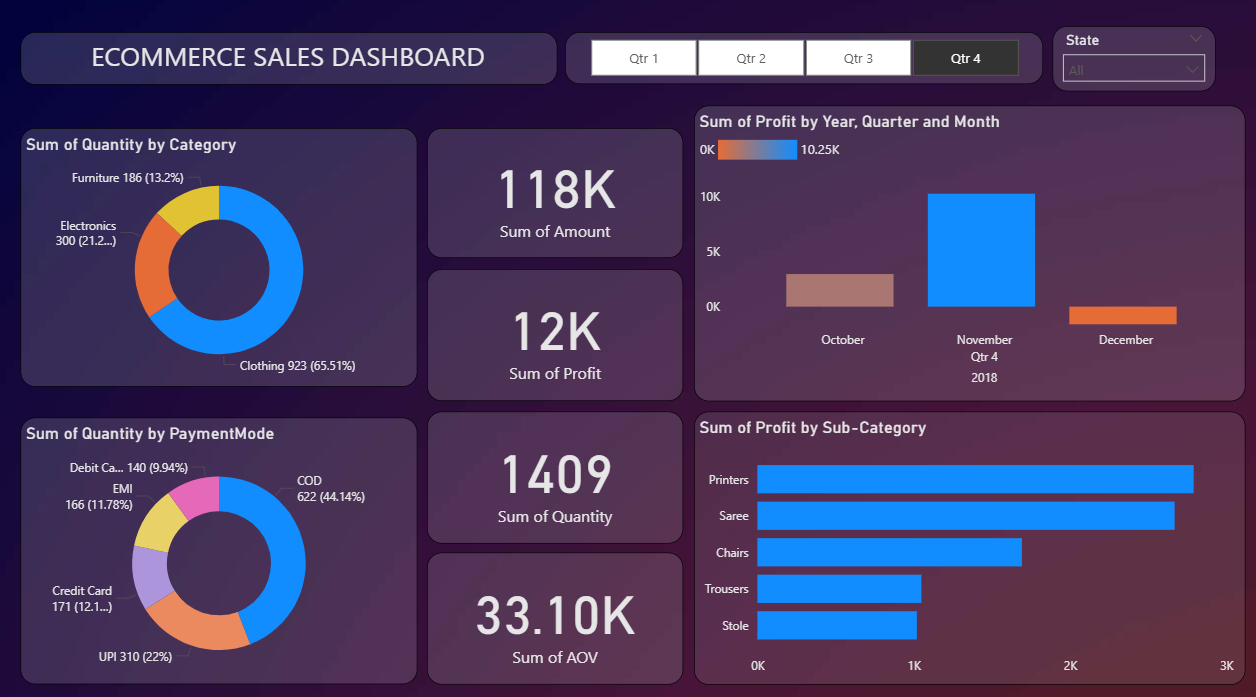 ECOMMERCE SALES DASHBOARD
Qtr 1
Qtr 2
Qtr 3
Qtr 4
State
All
Sum of Quantity by Category
Furniture 186 (13.2%)
Electronics
300 (21.2...)
Clothing 923 (65.51%)
118K
Sum of Amount
12K
Sum of Profit
1409
Sum of Quantity
33.10K
Sum of AOV
Sum of Profit by Year, Quarter and Month
0K
10.25K
10K
5K
0K
October
November
December
Qtr 4
2018
Sum of Quantity by PaymentMode
Debit Ca... 140 (9.94%)
EMI
166 (11.78%)
COD
622 (44.14%)
Credit Card
171 (12.1...)
UPI 310 (22%)
Sum of Profit by Sub-Category
Printers
Saree
Chairs
Trousers
Stole
0K
1K
2K
3K